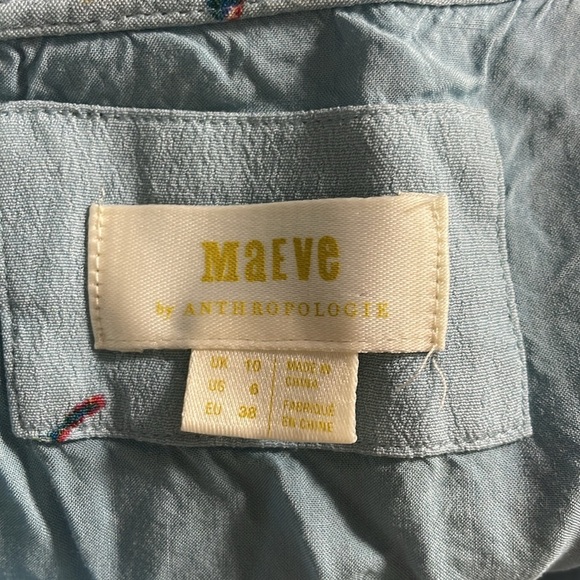 MaEVe
by ANTHROPOLOGIE
UK 10
US 6
EU 38
MADE IN
CHINA
FABRIQUÉ
EN CHINE